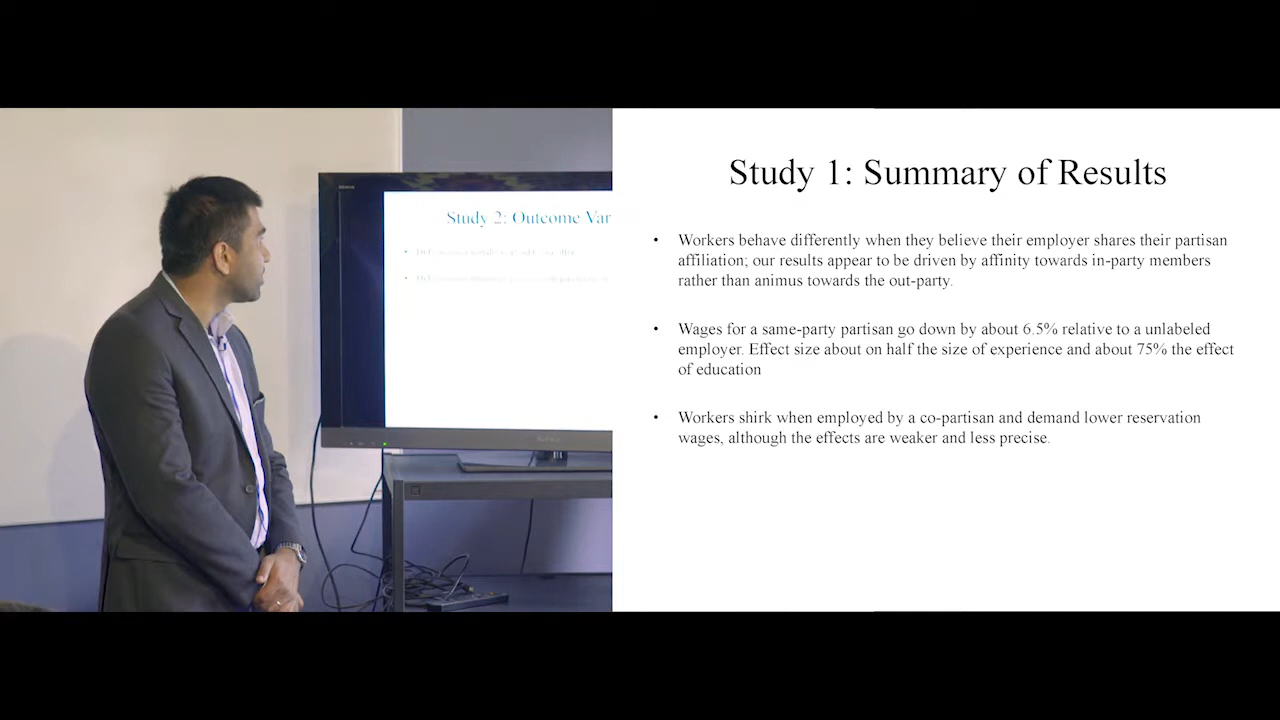 Study 2: Outcome Var
Study 1: Summary of Results
• Workers behave differently when they believe their employer shares their partisan
affiliation; our results appear to be driven by affinity towards in-party members
rather than animus towards the out-party.
• Wages for a same-party partisan go down by about 6.5% relative to a unlabeled
employer. Effect size about on half the size of experience and about 75% the effect
of education
• Workers shirk when employed by a co-partisan and demand lower reservation
wages, although the effects are weaker and less precise.